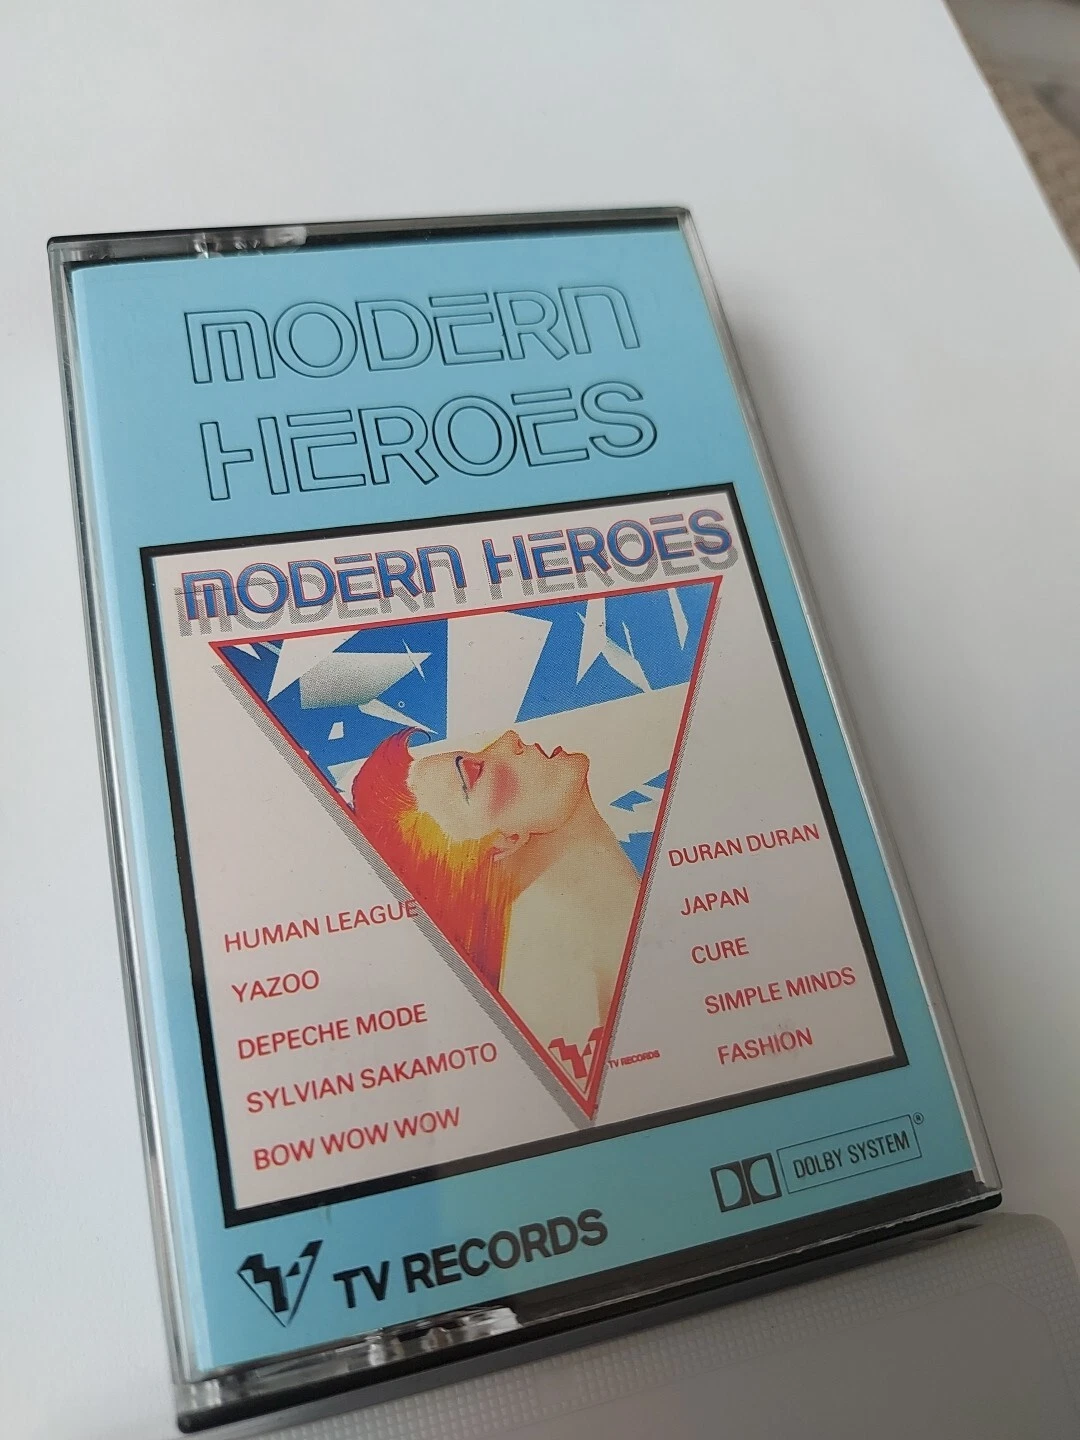 MODERN
HEROES
MODERN HEROES
HUMAN LEAGUE
YAZOO
DEPECHE MODE
SYLVIAN SAKAMOTO
BOW WOW WOW
DURAN DURAN
JAPAN
CURE
SIMPLE MINDS
FASHION
TV RECORDS
TV RECORDS
DOLBY SYSTEM®